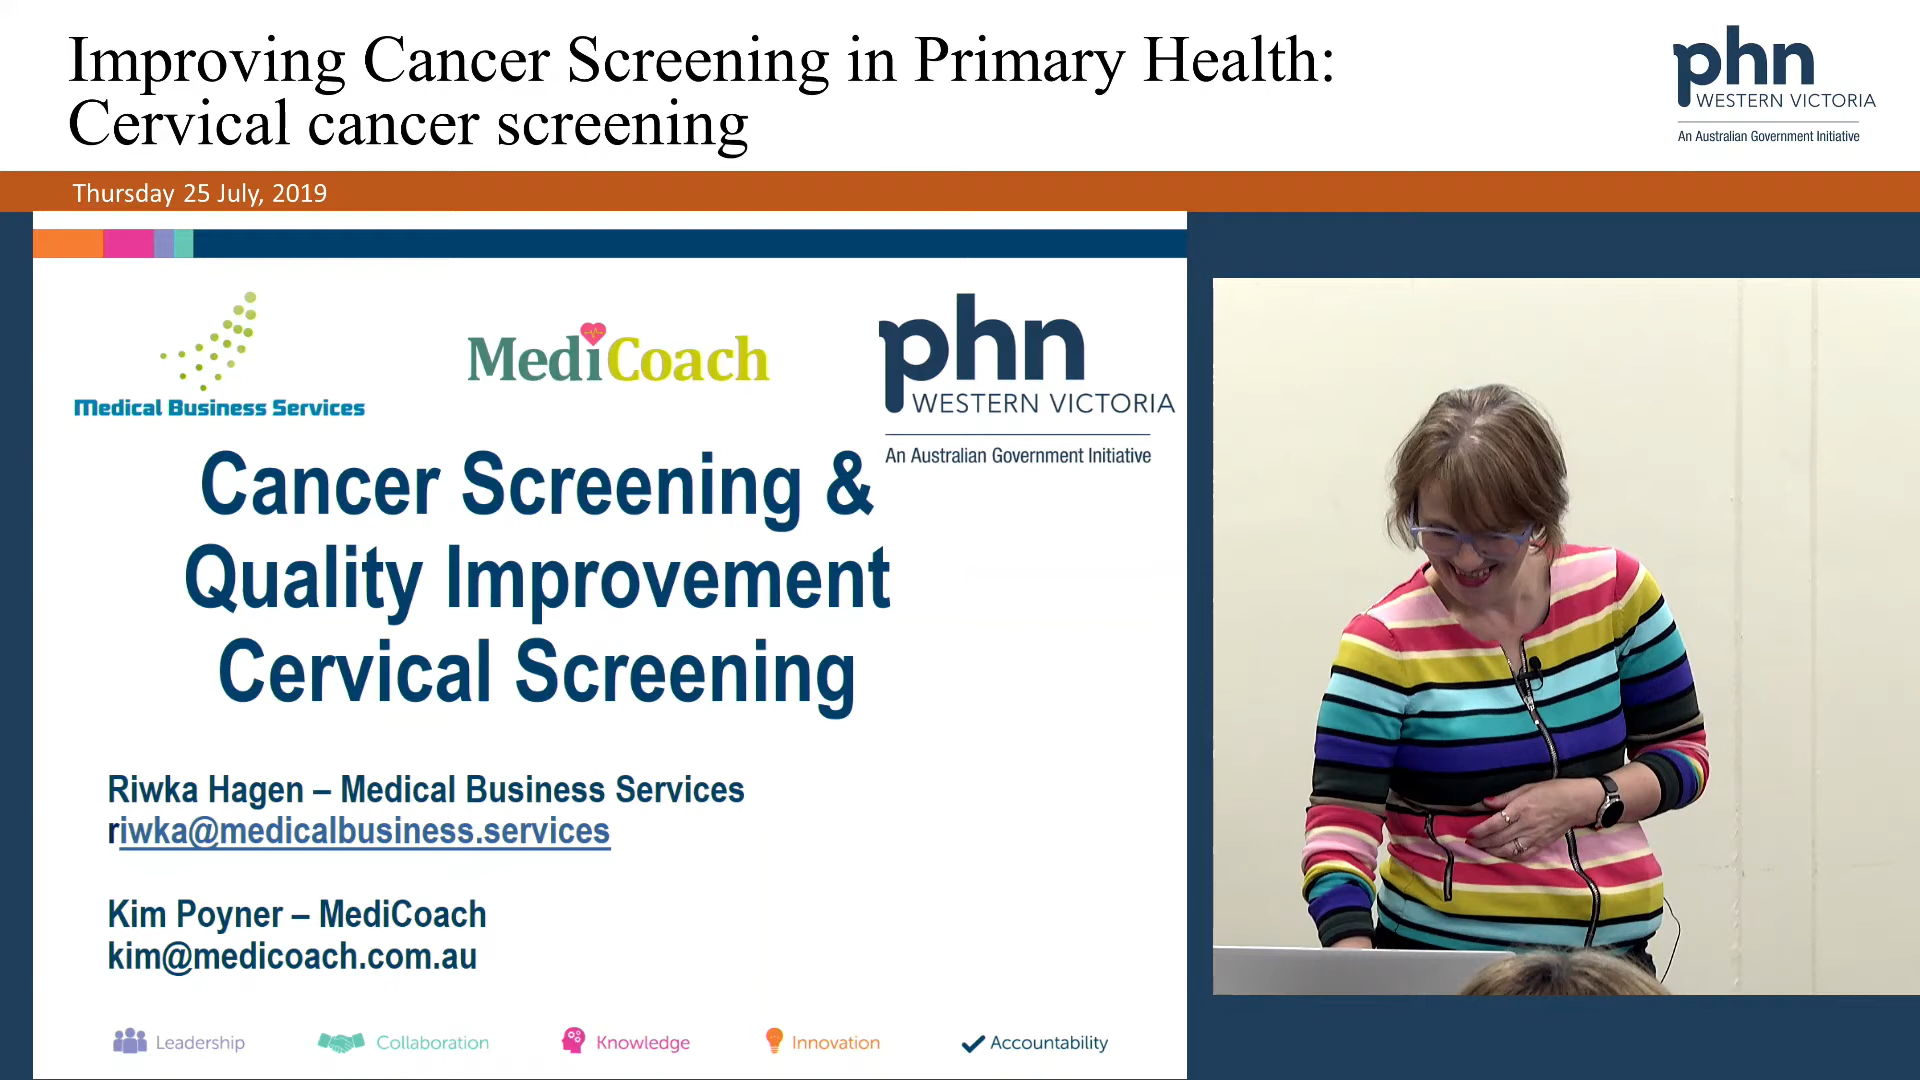 Improving Cancer Screening in Primary Health:
Cervical cancer screening
phn
WESTERN VICTORIA
An Australian Government Initiative
Thursday 25 July, 2019
Medical Business Services
MediCoach
phn
WESTERN VICTORIA
An Australian Government Initiative
Cancer Screening &
Quality Improvement
Cervical Screening
Riwka Hagen – Medical Business Services
riwka@medicalbusiness.services
Kim Poyner – MediCoach
kim@medicoach.com.au
Leadership
Collaboration
Knowledge
Innovation
Accountability